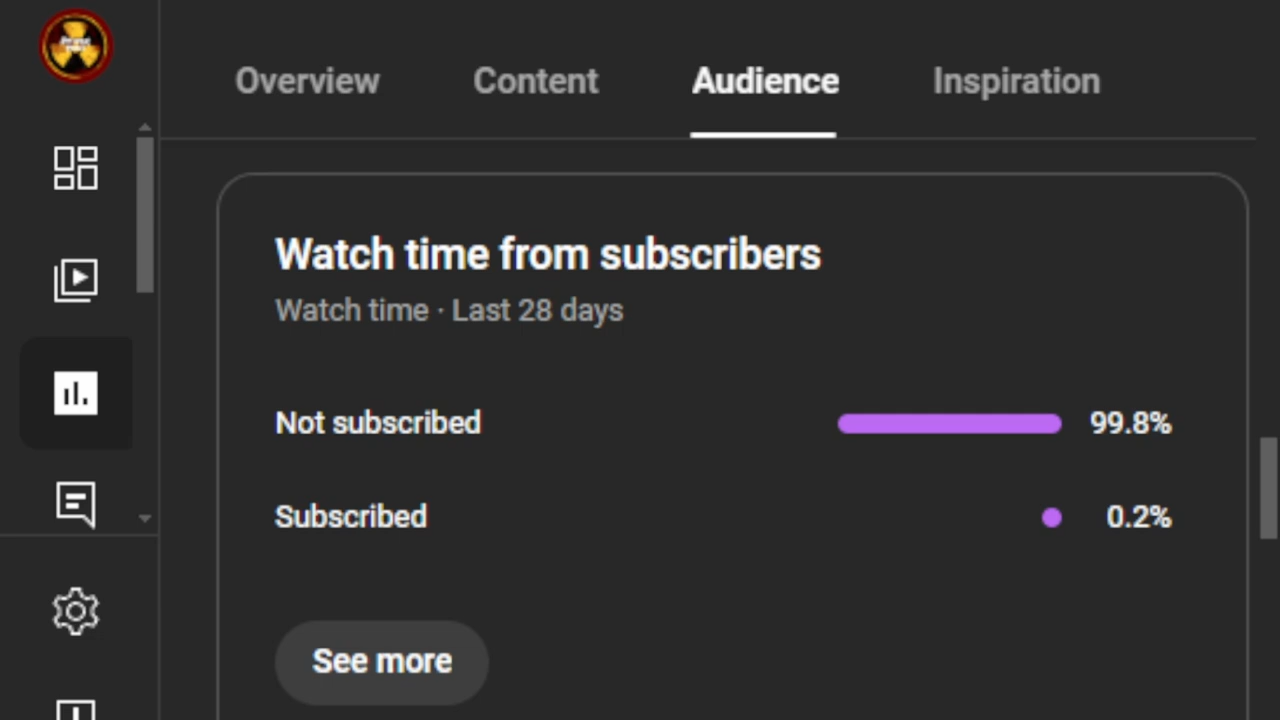 Overview Content Audience Inspiration
Watch time from subscribers
Watch time · Last 28 days
Not subscribed 99.8%
Subscribed 0.2%
See more